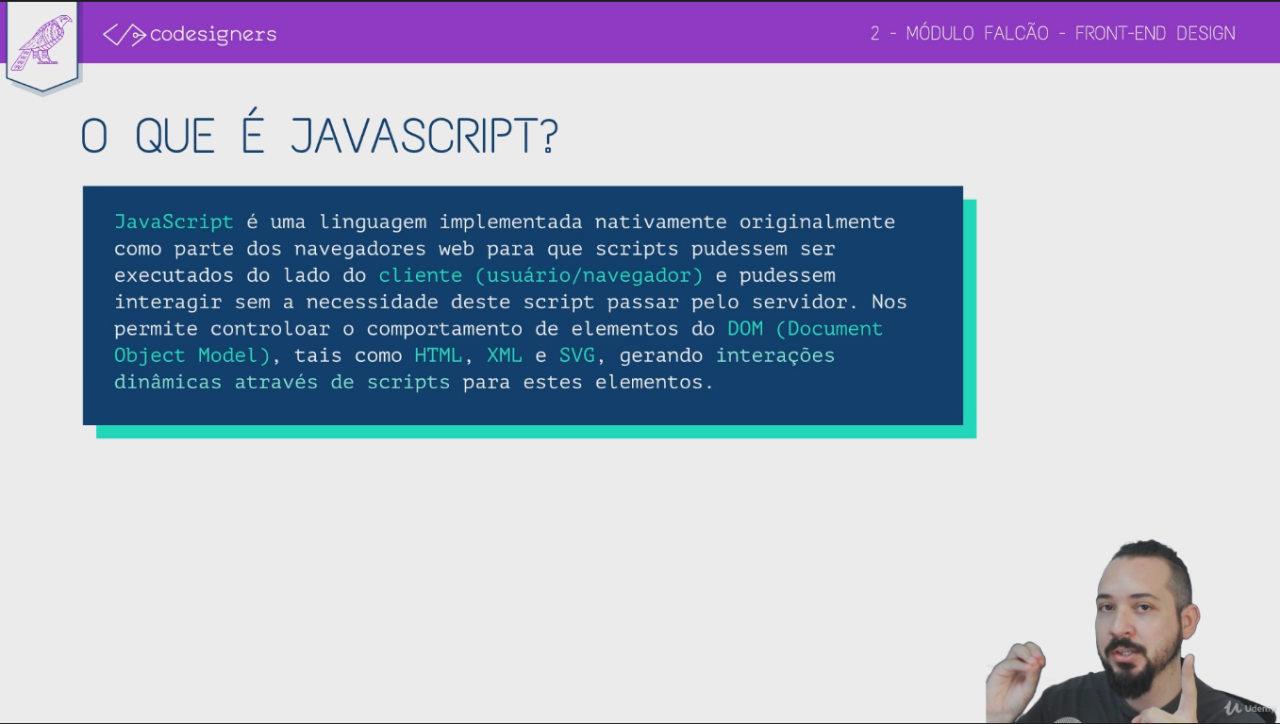 codesigners
2 - MÓDULO FALCÃO - FRONT-END DESIGN
O QUE É JAVASCRIPT?
JavaScript é uma linguagem implementada nativamente originalmente
como parte dos navegadores web para que scripts pudessem ser
executados do lado do cliente (usuário/navegador) e pudessem
interagir sem a necessidade deste script passar pelo servidor. Nos
permite controloar o comportamento de elementos do DOM (Document
Object Model), tais como HTML, XML e SVG, gerando interações
dinâmicas através de scripts para estes elementos.
Udemy